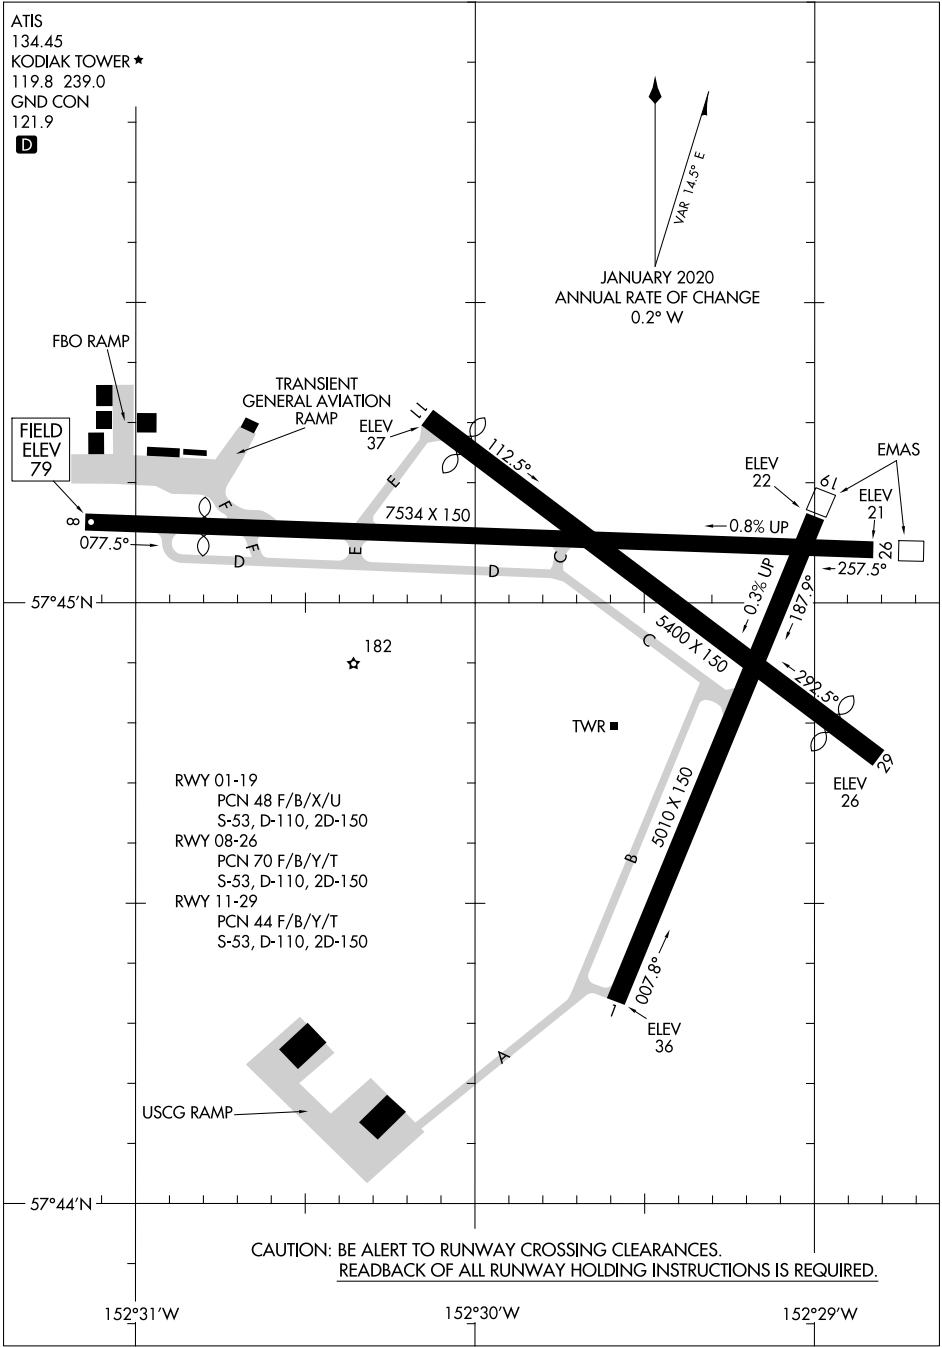 ATIS
134.45
KODIAK TOWER ★
119.8 239.0
GND CON
121.9
D
VAR 14.5° E
JANUARY 2020
ANNUAL RATE OF CHANGE
0.2° W
FBO RAMP
TRANSIENT
GENERAL AVIATION
RAMP
FIELD
ELEV
79
11
ELEV
37
112.5°
EMAS
ELEV
22
19
ELEV
21
E
F
8
7534 X 150
0.8% UP
26
077.5°
F
E
D
D
C
257.5°
0.3% UP
187.9°
57°45'N
182
C
5400 X 150
292.5°
TWR
29
ELEV
26
5010 X 150
B
RWY 01-19
PCN 48 F/B/X/U
S-53, D-110, 2D-150
RWY 08-26
PCN 70 F/B/Y/T
S-53, D-110, 2D-150
RWY 11-29
PCN 44 F/B/Y/T
S-53, D-110, 2D-150
007.8°
1
ELEV
36
A
USCG RAMP
57°44'N
CAUTION: BE ALERT TO RUNWAY CROSSING CLEARANCES.
READBACK OF ALL RUNWAY HOLDING INSTRUCTIONS IS REQUIRED.
152°31'W
152°30'W
152°29'W